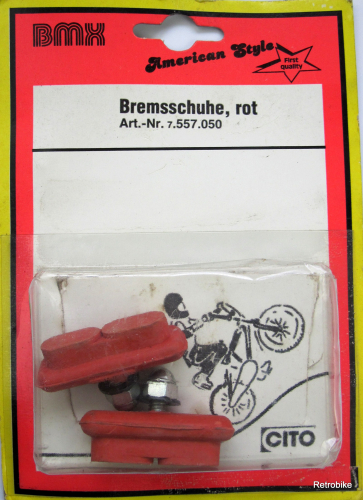 BMX
American Style
First
quality
Bremsschuhe, rot
Art.-Nr. 7.557.050
CITO
Retrobike